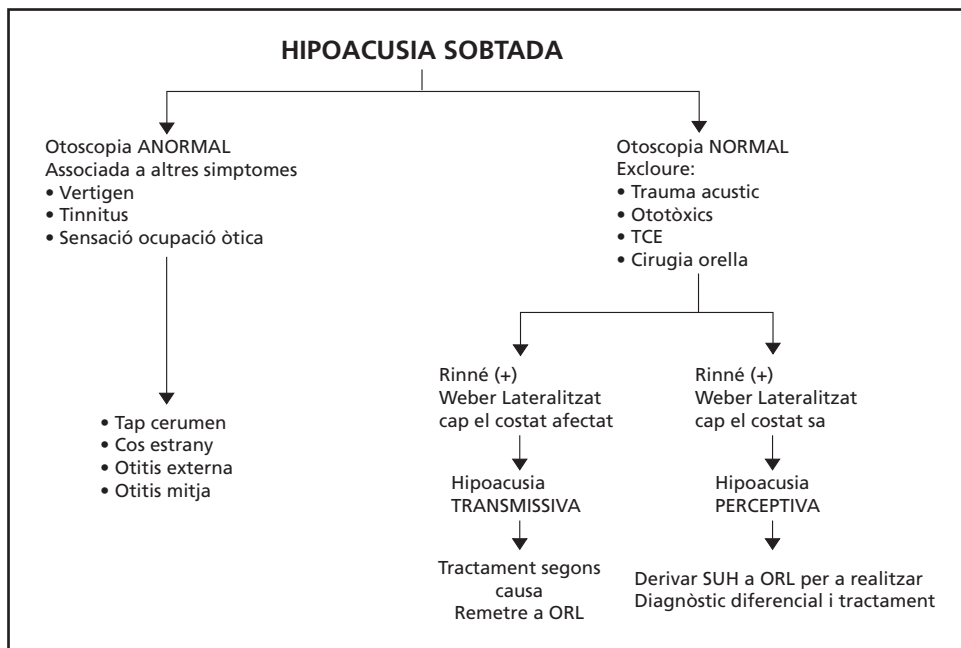 HIPOACUSIA SOBTADA
Otoscopia ANORMAL
Associada a altres simptomes
• Vertigen
• Tinnitus
• Sensació ocupació òtica
• Tap cerumen
• Cos estrany
• Otitis externa
• Otitis mitja
Otoscopia NORMAL
Excloure:
• Trauma acustic
• Ototòxics
• TCE
• Cirugia orella
Rinné (+)
Weber Lateralitzat
cap el costat afectat
Hipoacusia
TRANSMISSIVA
Tractament segons
causa
Remetre a ORL
Rinné (+)
Weber Lateralitzat
cap el costat sa
Hipoacusia
PERCEPTIVA
Derivar SUH a ORL per a realitzar
Diagnòstic diferencial i tractament